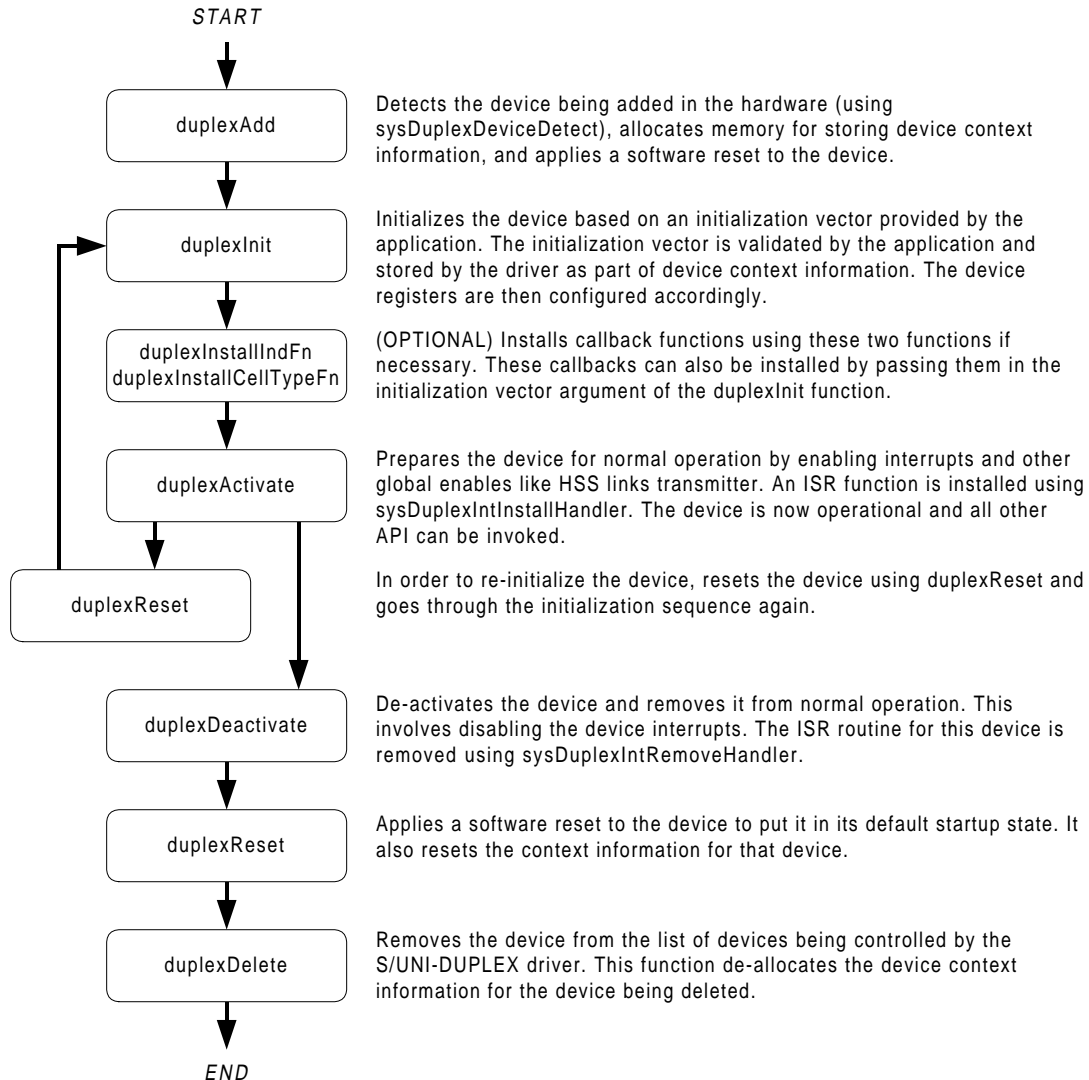 START
duplexAdd
Detects the device being added in the hardware (using
sysDuplexDeviceDetect), allocates memory for storing device context
information, and applies a software reset to the device.
duplexInit
Initializes the device based on an initialization vector provided by the
application. The initialization vector is validated by the application and
stored by the driver as part of device context information. The device
registers are then configured accordingly.
duplexInstallIndFn
duplexInstallCellTypeFn
(OPTIONAL) Installs callback functions using these two functions if
necessary. These callbacks can also be installed by passing them in the
initialization vector argument of the duplexInit function.
duplexActivate
Prepares the device for normal operation by enabling interrupts and other
global enables like HSS links transmitter. An ISR function is installed using
sysDuplexIntInstallHandler. The device is now operational and all other
API can be invoked.
duplexReset
In order to re-initialize the device, resets the device using duplexReset and
goes through the initialization sequence again.
duplexDeactivate
De-activates the device and removes it from normal operation. This
involves disabling the device interrupts. The ISR routine for this device is
removed using sysDuplexIntRemoveHandler.
duplexReset
Applies a software reset to the device to put it in its default startup state. It
also resets the context information for that device.
duplexDelete
Removes the device from the list of devices being controlled by the
S/UNI-DUPLEX driver. This function de-allocates the device context
information for the device being deleted.
END